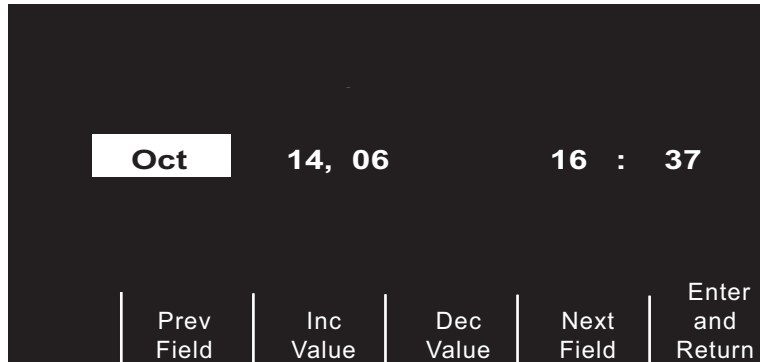 Oct 14, 06 16 : 37
Prev Field
Inc Value
Dec Value
Next Field
Enter and Return